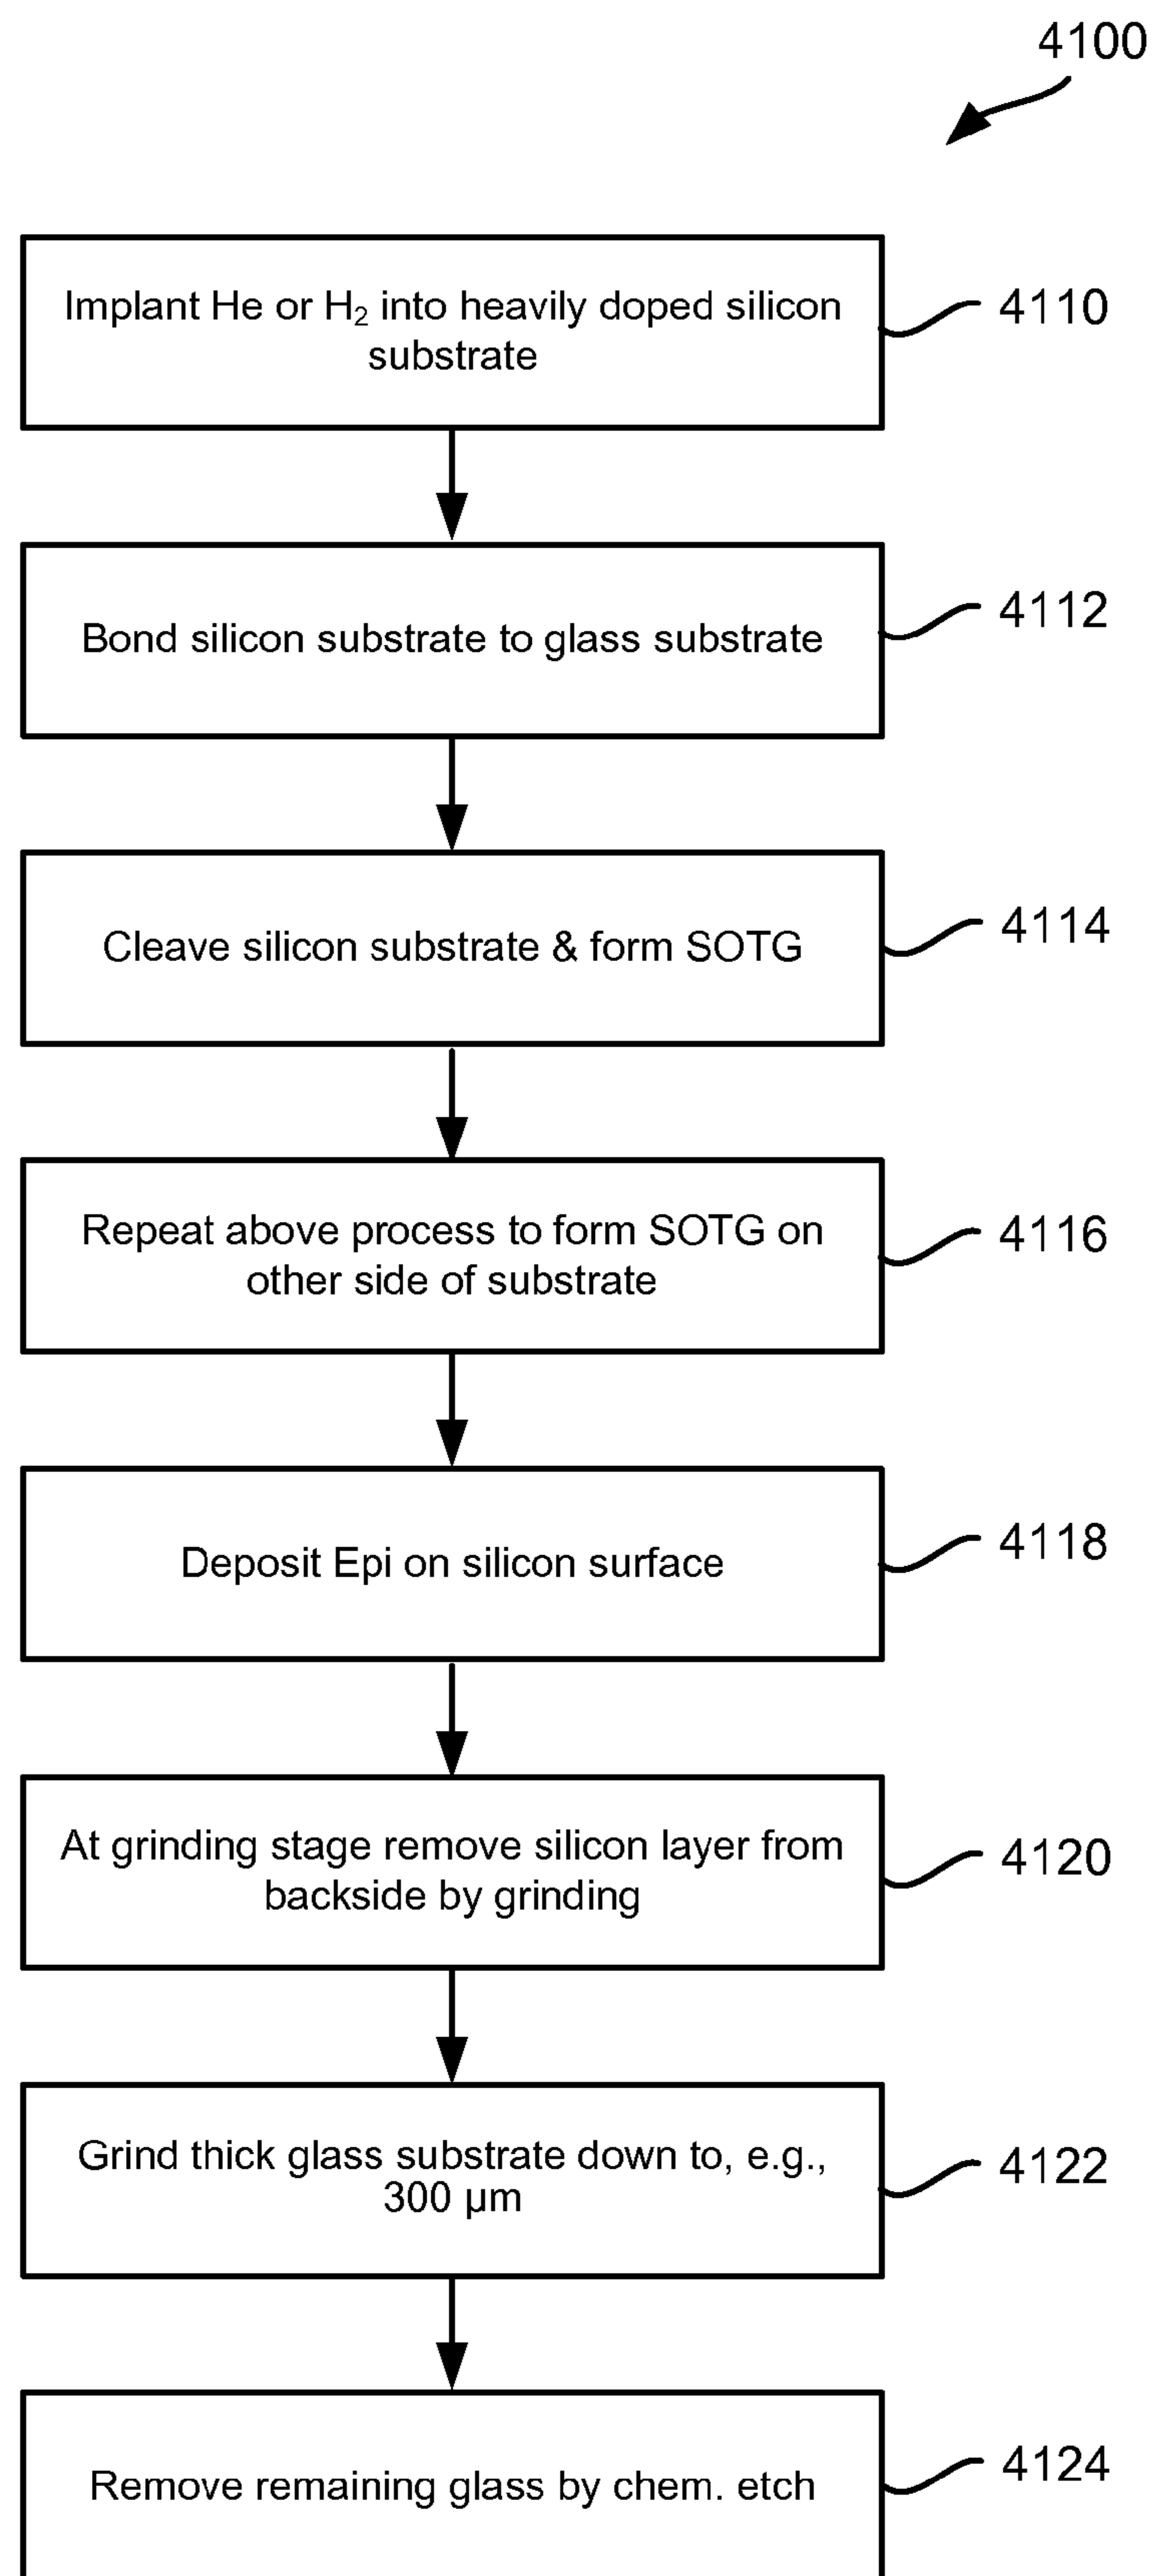 4100
Implant He or H₂ into heavily doped silicon
substrate
4110
Bond silicon substrate to glass substrate
4112
Cleave silicon substrate & form SOTG
4114
Repeat above process to form SOTG on
other side of substrate
4116
Deposit Epi on silicon surface
4118
At grinding stage remove silicon layer from
backside by grinding
4120
Grind thick glass substrate down to, e.g.,
300 µm
4122
Remove remaining glass by chem. etch
4124